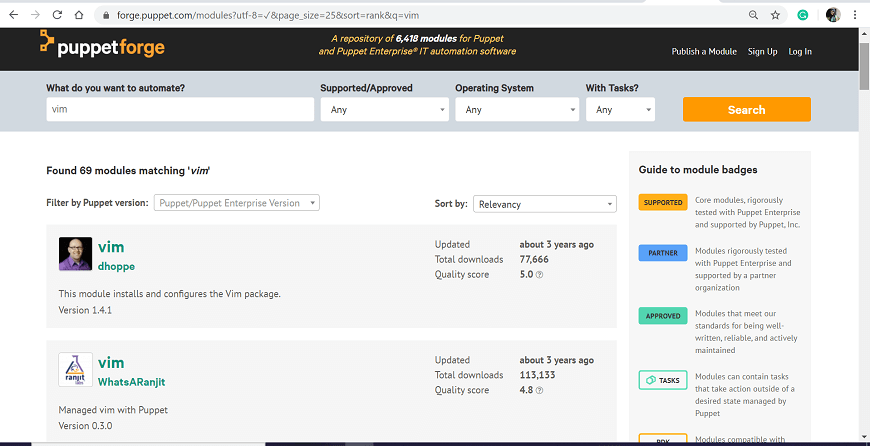 forge.puppet.com/modules?utf-8=✓&page_size=25&sort=rank&q=vim
puppetforge
A repository of 6,418 modules for Puppet
and Puppet Enterprise® IT automation software
Publish a Module Sign Up Log In
What do you want to automate? Supported/Approved Operating System With Tasks?
vim Any Any Any Search
Found 69 modules matching 'vim'
Filter by Puppet version: Puppet/Puppet Enterprise Version Sort by: Relevancy
vim
dhoppe
Updated about 3 years ago
Total downloads 77,666
Quality score 5.0 ?
This module installs and configures the Vim package.
Version 1.4.1
ranjit
vim
WhatsARanjit
Updated about 3 years ago
Total downloads 113,133
Quality score 4.8 ?
Managed vim with Puppet
Version 0.3.0
Guide to module badges
SUPPORTED
Core modules, rigorously
tested with Puppet Enterprise
and supported by Puppet, Inc.
PARTNER
Modules rigorously tested
with Puppet Enterprise and
supported by a partner
organization
APPROVED
Modules that meet our
standards for being well-
written, reliable, and actively
maintained
TASKS
Modules can contain tasks
that take action outside of a
desired state managed by
Puppet
PDK
Modules compatible with